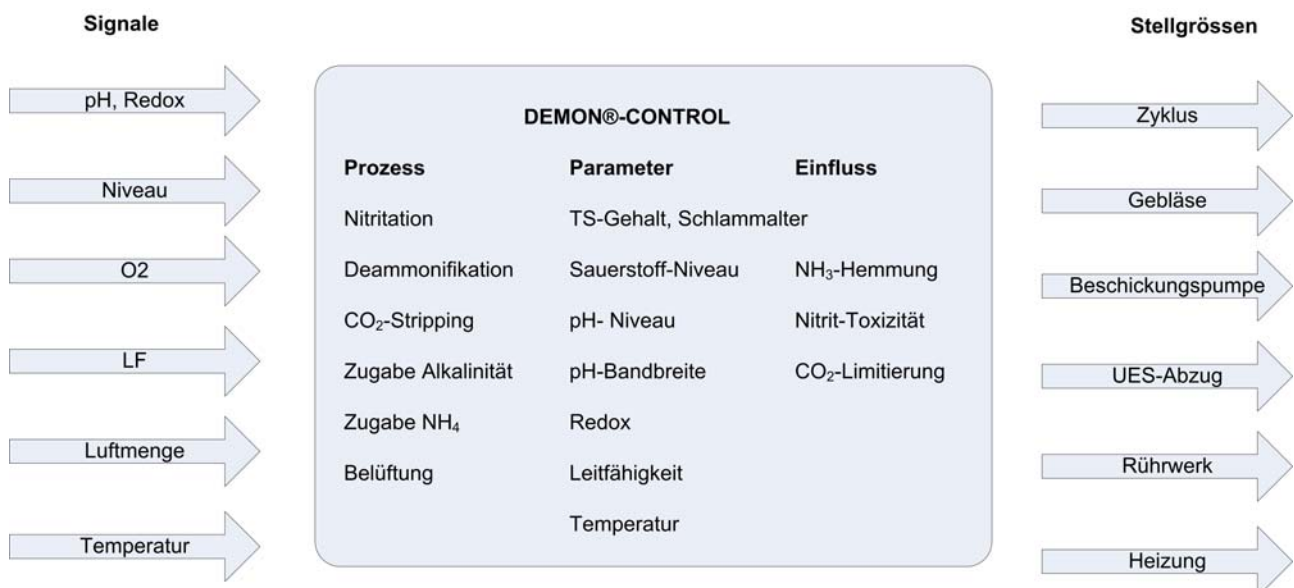 Signale
pH, Redox
Niveau
O2
LF
Luftmenge
Temperatur
DEMON®-CONTROL
Prozess Parameter Einfluss
Nitritation TS-Gehalt, Schlammalter
Deammonifikation Sauerstoff-Niveau NH₃-Hemmung
CO₂-Stripping pH- Niveau Nitrit-Toxizität
Zugabe Alkalinität pH-Bandbreite CO₂-Limitierung
Zugabe NH₄ Redox
Belüftung Leitfähigkeit
Temperatur
Stellgrössen
Zyklus
Gebläse
Beschickungspumpe
UES-Abzug
Rührwerk
Heizung